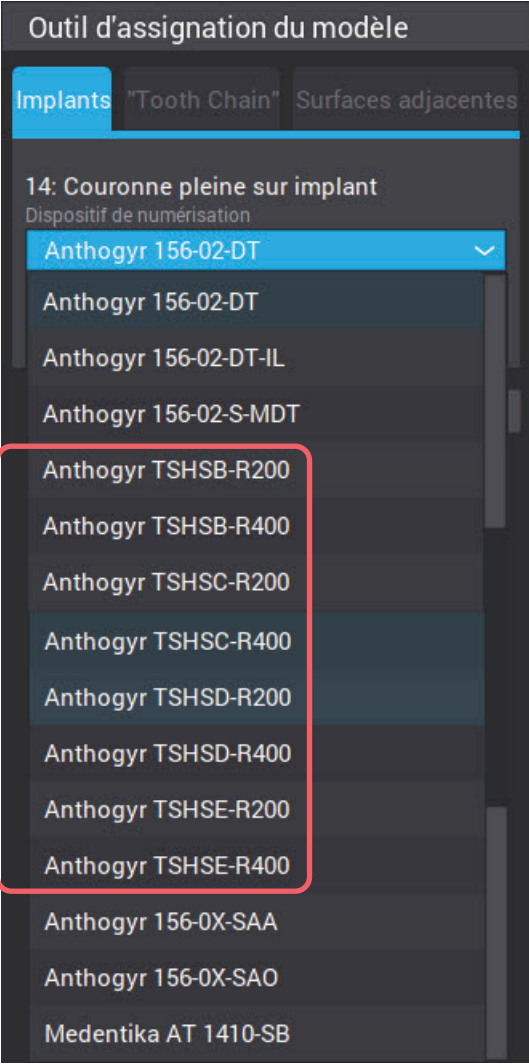 Outil d'assignation du modèle
Implants "Tooth Chain" Surfaces adjacentes
14: Couronne pleine sur implant
Dispositif de numérisation
Anthogyr 156-02-DT
Anthogyr 156-02-DT
Anthogyr 156-02-DT-IL
Anthogyr 156-02-S-MDT
Anthogyr TSHSB-R200
Anthogyr TSHSB-R400
Anthogyr TSHSC-R200
Anthogyr TSHSC-R400
Anthogyr TSHSD-R200
Anthogyr TSHSD-R400
Anthogyr TSHSE-R200
Anthogyr TSHSE-R400
Anthogyr 156-0X-SAA
Anthogyr 156-0X-SAO
Medentika AT 1410-SB